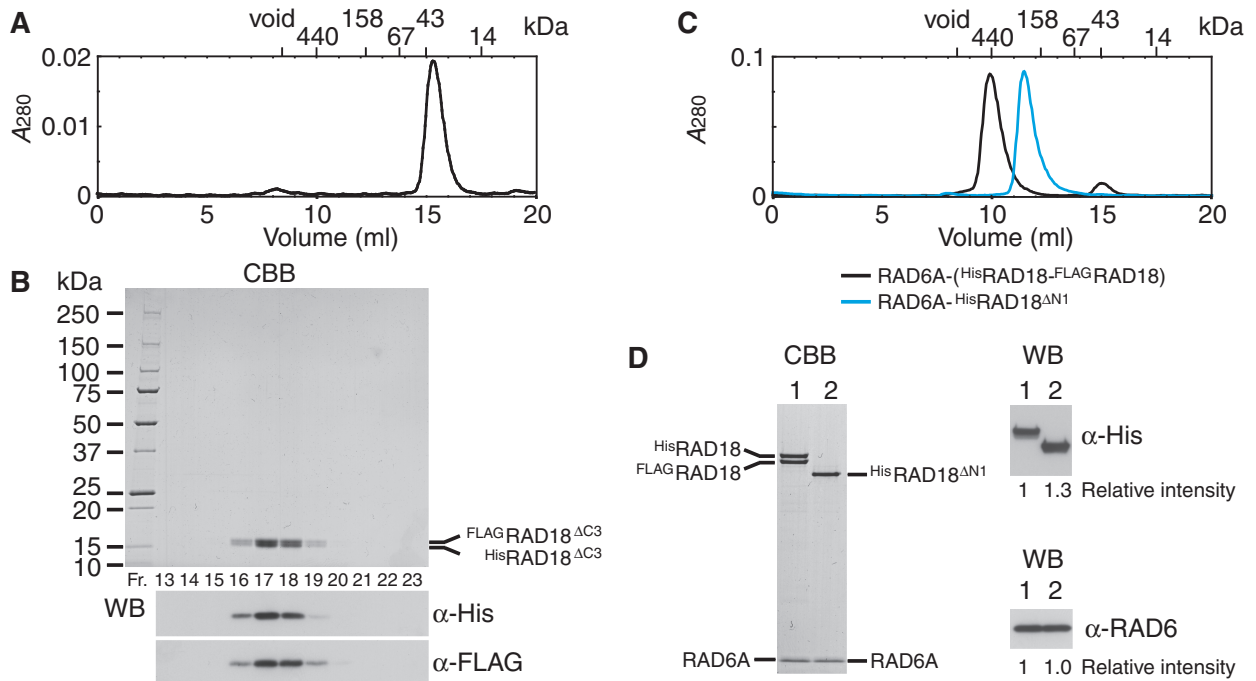 A
void 440 158 67 43 14 kDa
0.02
0.01
0
A280
0 5 10 15 20
Volume (ml)
B
kDa
CBB
250
150
100
75
50
37
25
20
15
10
FLAGRAD18ΔC3
HisRAD18ΔC3
Fr. 13 14 15 16 17 18 19 20 21 22 23
WB
α-His
α-FLAG
C
void 440 158 67 43 14 kDa
0.1
0
A280
0 5 10 15 20
Volume (ml)
RAD6A-(HisRAD18-FLAGRAD18)
RAD6A-HisRAD18ΔN1
D
CBB
1 2
HisRAD18
FLAGRAD18
HisRAD18ΔN1
RAD6A
RAD6A
WB
1 2
α-His
1 1.3 Relative intensity
WB
1 2
α-RAD6
1 1.0 Relative intensity